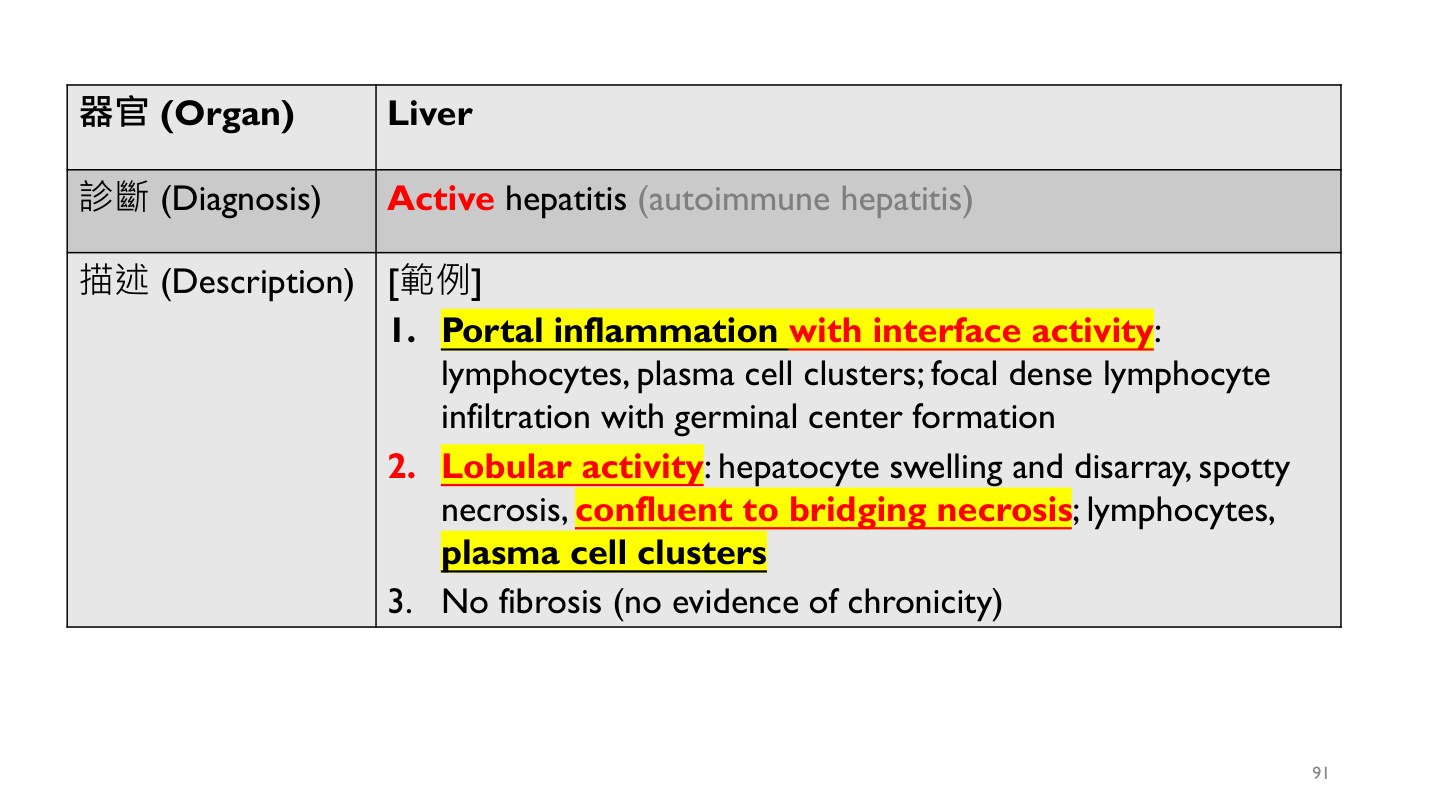 器官 (Organ)
Liver
診斷 (Diagnosis)
Active hepatitis (autoimmune hepatitis)
描述 (Description)
[範例]
1. Portal inflammation with interface activity:
lymphocytes, plasma cell clusters; focal dense lymphocyte
infiltration with germinal center formation
2. Lobular activity: hepatocyte swelling and disarray, spotty
necrosis, confluent to bridging necrosis; lymphocytes,
plasma cell clusters
3. No fibrosis (no evidence of chronicity)
91